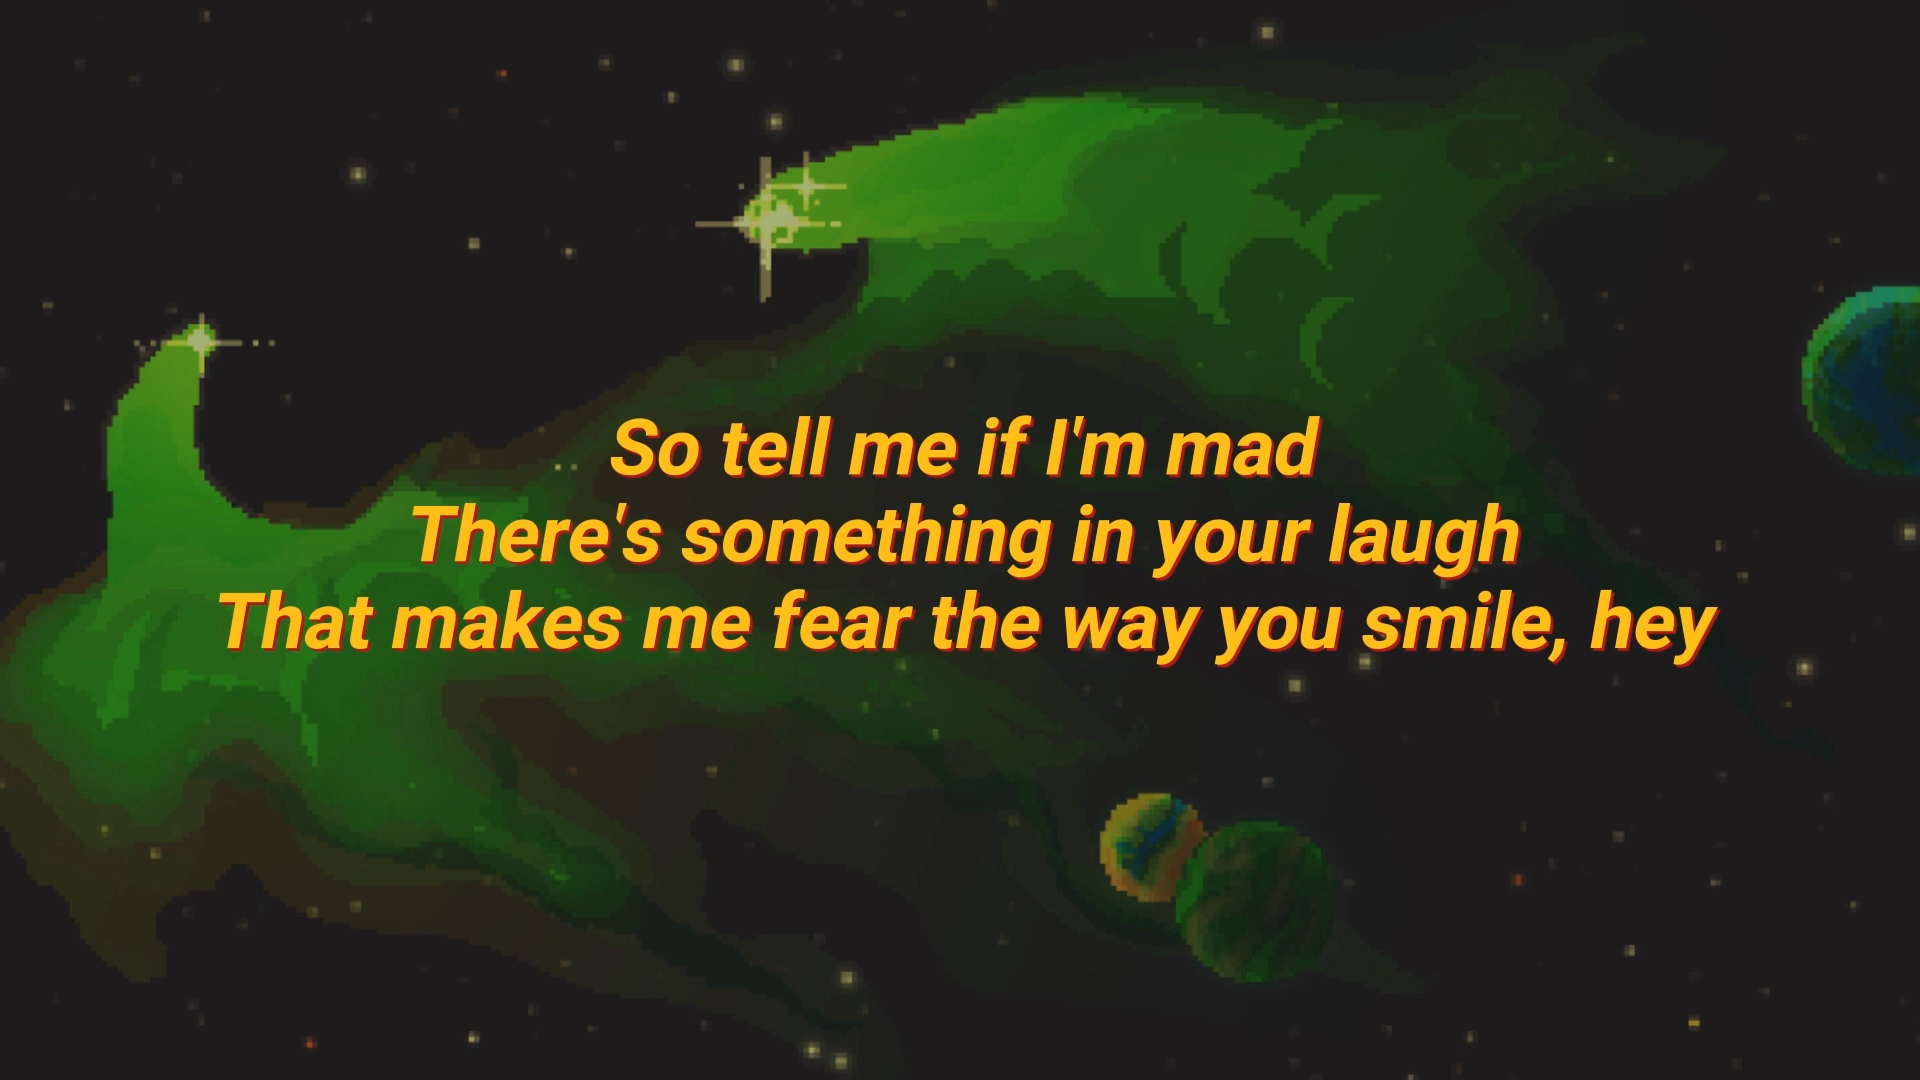 So tell me if I'm mad
There's something in your laugh
That makes me fear the way you smile, hey